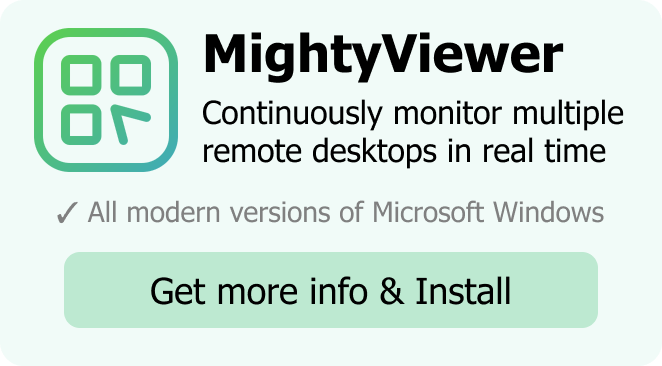 MightyViewer
Continuously monitor multiple
remote desktops in real time
✓ All modern versions of Microsoft Windows
Get more info & Install